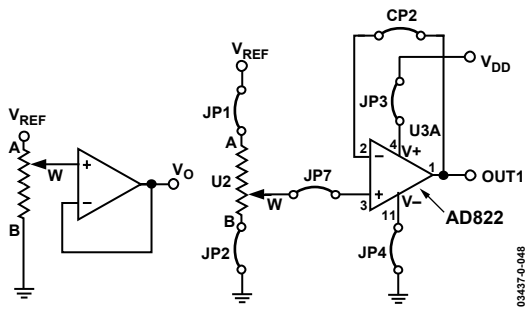 VREF
A
W
B
+
−
VO
VREF
JP1
A
U2
W
B
JP2
JP7
CP2
VDD
JP3
U3A
4
V+
2
−
1
OUT1
+
3
V−
11
AD822
JP4
03437-0-048